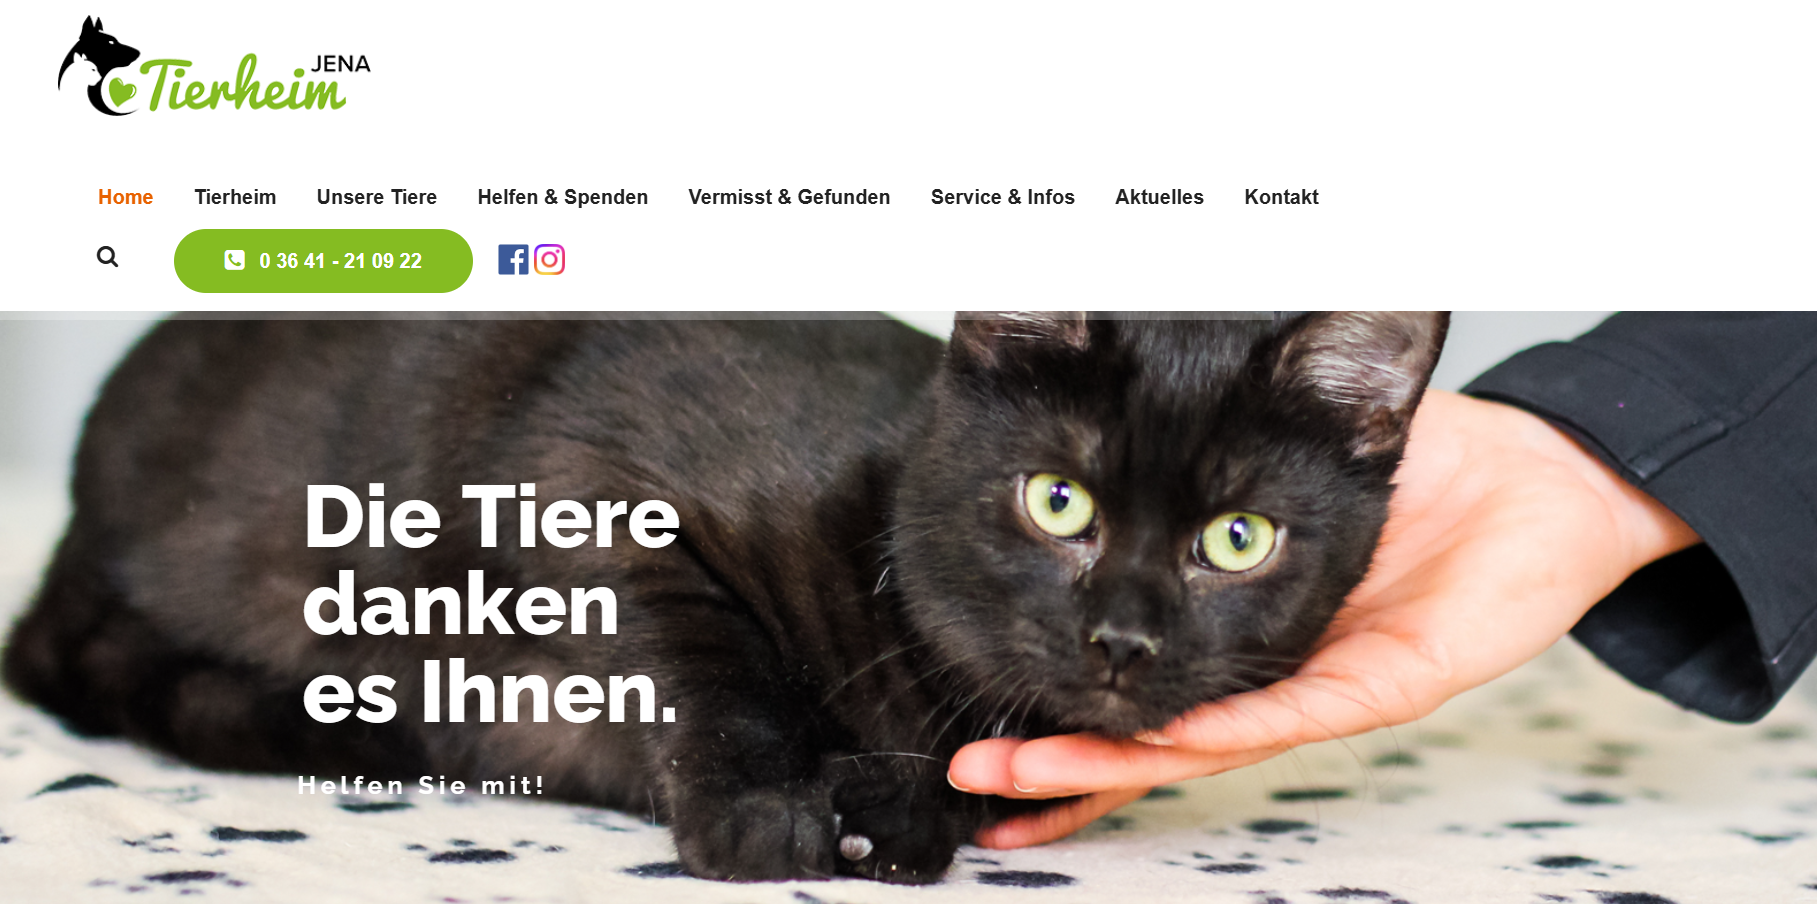 Tierheim JENA
Home Tierheim Unsere Tiere Helfen & Spenden Vermisst & Gefunden Service & Infos Aktuelles Kontakt
0 36 41 - 21 09 22
Die Tiere
danken
es Ihnen.
Helfen Sie mit!